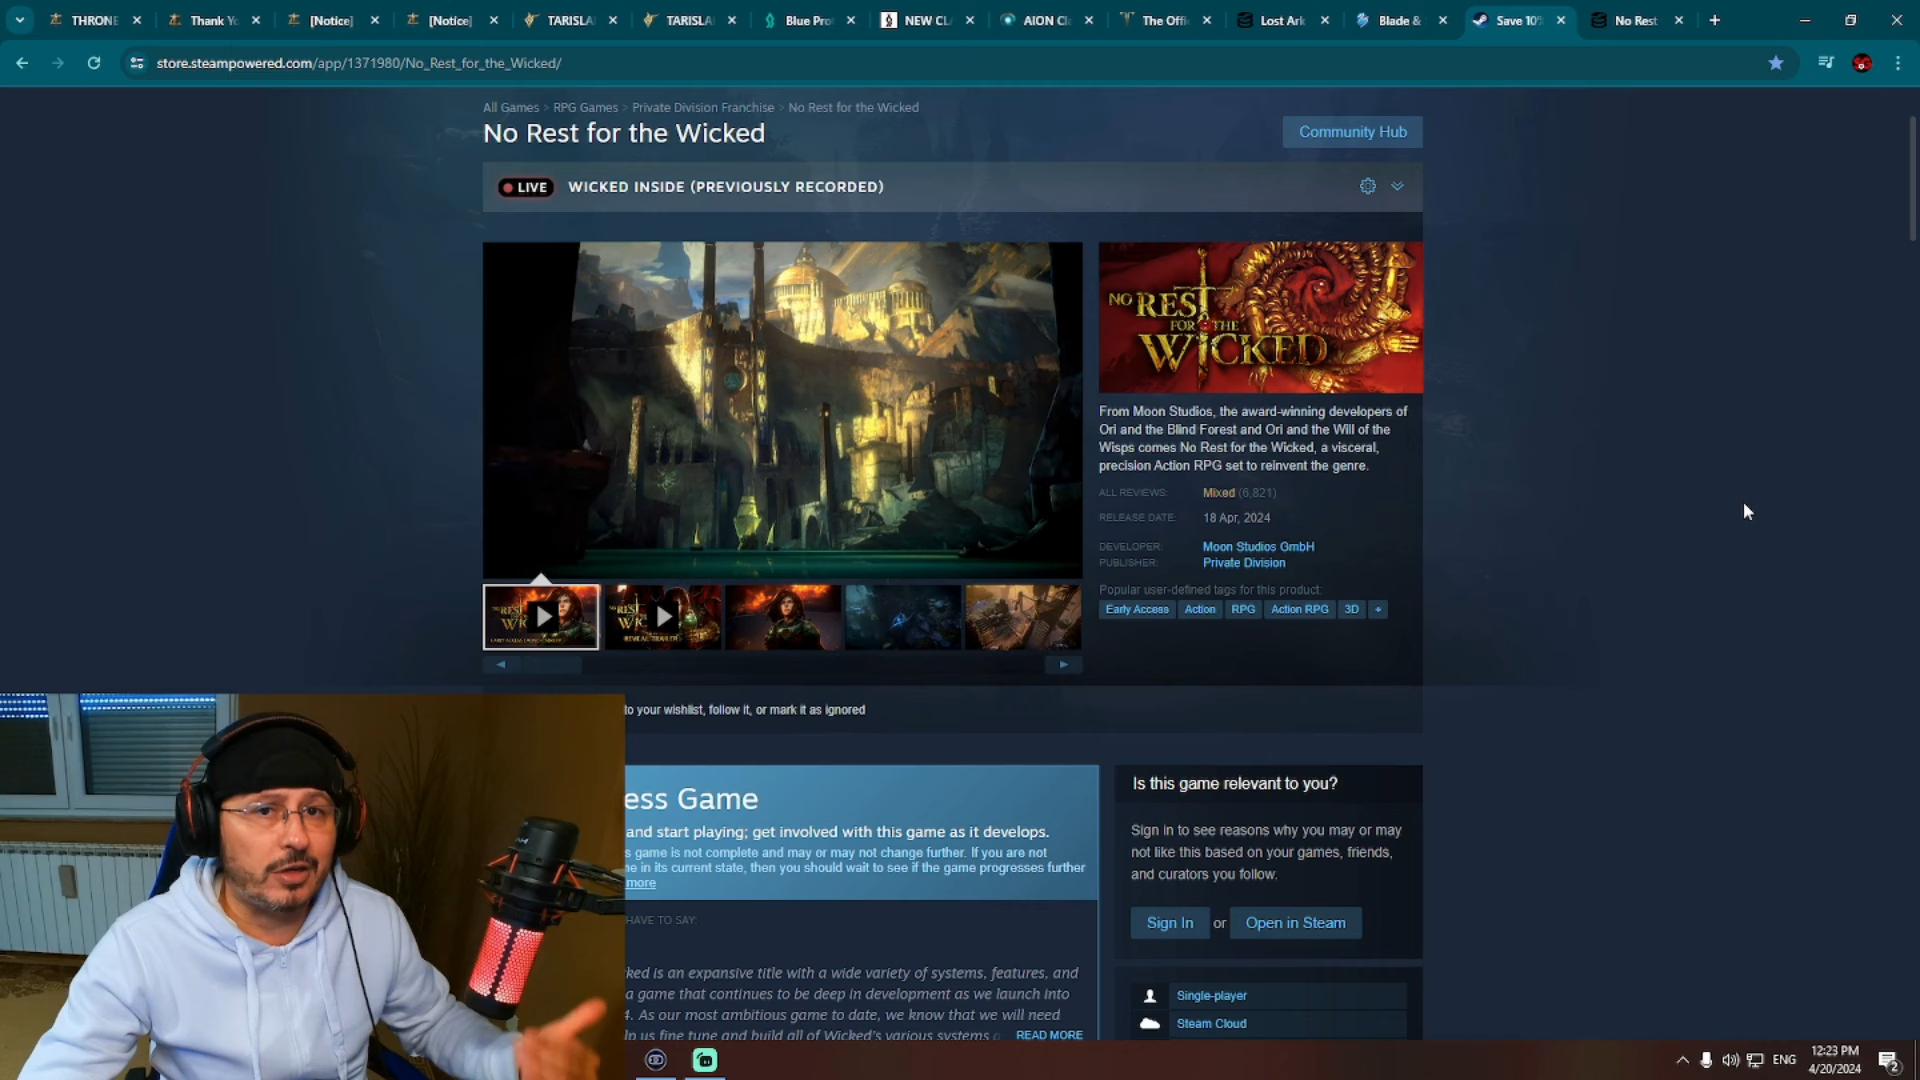 THRONE
Thank Yo
[Notice]
[Notice]
TARISLA
TARISLA
Blue Pro
NEW CLA
AION Cl
The Offi
Lost Ark
Blade &
Save 10%
No Rest
store.steampowered.com/app/1371980/No_Rest_for_the_Wicked/
All Games > RPG Games > Private Division Franchise > No Rest for the Wicked
No Rest for the Wicked
Community Hub
LIVE WICKED INSIDE (PREVIOUSLY RECORDED)
NO REST FOR THE WICKED
From Moon Studios, the award-winning developers of
Ori and the Blind Forest and Ori and the Will of the
Wisps comes No Rest for the Wicked, a visceral,
precision Action RPG set to reinvent the genre.
ALL REVIEWS: Mixed (6,821)
RELEASE DATE: 18 Apr, 2024
DEVELOPER: Moon Studios GmbH
PUBLISHER: Private Division
Popular user-defined tags for this product:
Early Access Action RPG Action RPG 3D +
to your wishlist, follow it, or mark it as ignored
ess Game
and start playing; get involved with this game as it develops.
s game is not complete and may or may not change further. If you are not
ne in its current state, then you should wait to see if the game progresses further
more
HAVE TO SAY:
ked is an expansive title with a wide variety of systems, features, and
a game that continues to be deep in development as we launch into
4. As our most ambitious game to date, we know that we will need
lp us fine tune and build all of Wicked's various systems a
READ MORE
Is this game relevant to you?
Sign in to see reasons why you may or may
not like this based on your games, friends,
and curators you follow.
Sign In or Open in Steam
Single-player
Steam Cloud
ENG
12:23 PM
4/20/2024
2